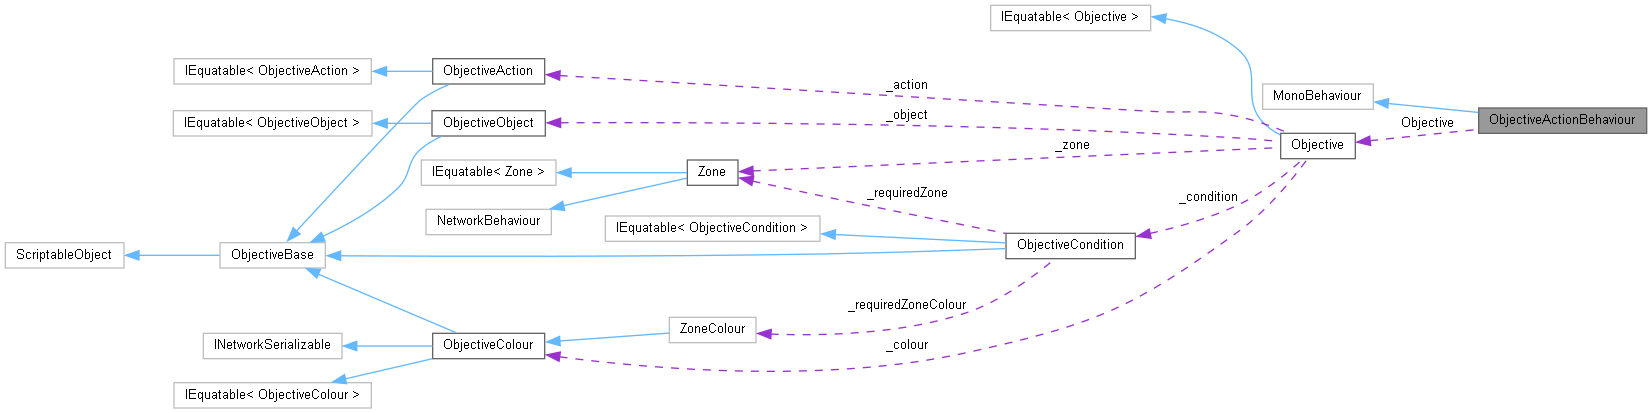 IEquatable< Objective >
IEquatable< ObjectiveAction >
ObjectiveAction
_action
MonoBehaviour
ObjectiveActionBehaviour
IEquatable< ObjectiveObject >
ObjectiveObject
_object
Objective
Objective
_zone
IEquatable< Zone >
Zone
_requiredZone
_condition
NetworkBehaviour
IEquatable< ObjectiveCondition >
ObjectiveCondition
ScriptableObject
ObjectiveBase
_requiredZoneColour
ZoneColour
INetworkSerializable
ObjectiveColour
_colour
IEquatable< ObjectiveColour >